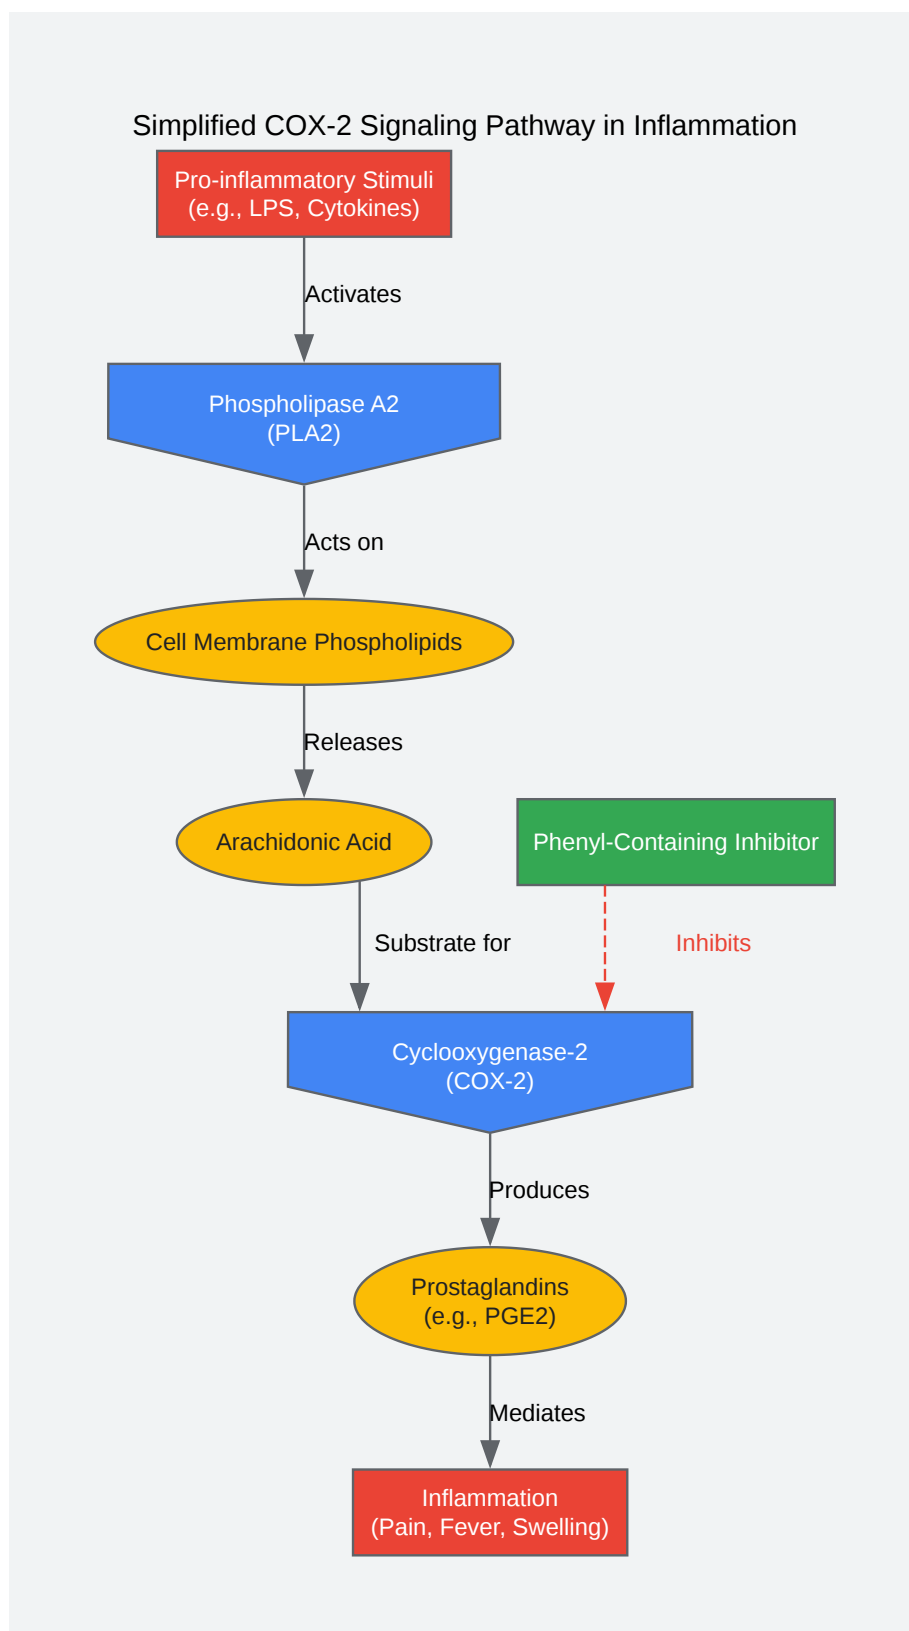 Simplified COX-2 Signaling Pathway in Inflammation
Pro-inflammatory Stimuli
(e.g., LPS, Cytokines)
Activates
Phospholipase A2
(PLA2)
Acts on
Cell Membrane Phospholipids
Releases
Arachidonic Acid
Phenyl-Containing Inhibitor
Substrate for
Inhibits
Cyclooxygenase-2
(COX-2)
Produces
Prostaglandins
(e.g., PGE2)
Mediates
Inflammation
(Pain, Fever, Swelling)